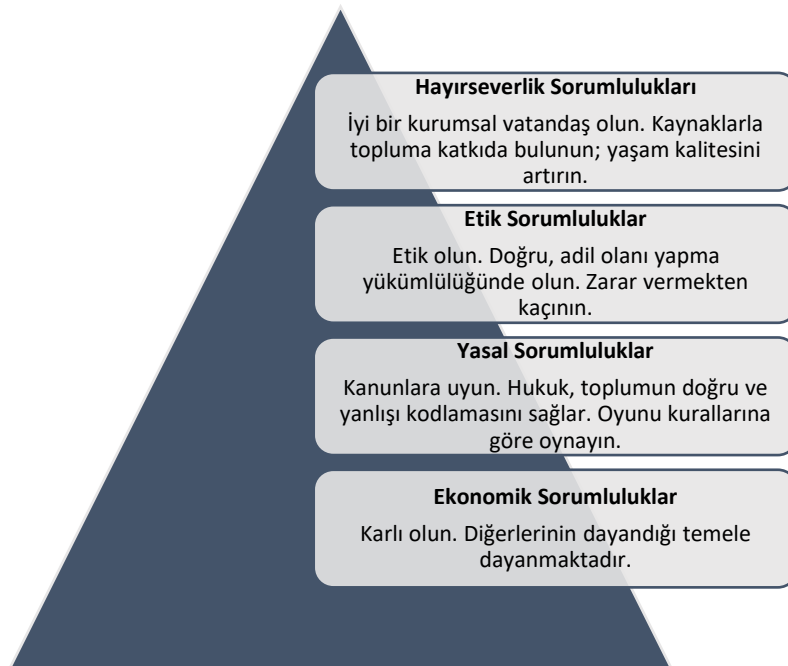 Hayırseverlik Sorumlulukları
İyi bir kurumsal vatandaş olun. Kaynaklarla
topluma katkıda bulunun; yaşam kalitesini
artırın.
Etik Sorumluluklar
Etik olun. Doğru, adil olanı yapma
yükümlülüğünde olun. Zarar vermekten
kaçının.
Yasal Sorumluluklar
Kanunlara uyun. Hukuk, toplumun doğru ve
yanlışı kodlamasını sağlar. Oyunu kurallarına
göre oynayın.
Ekonomik Sorumluluklar
Karlı olun. Diğerlerinin dayandığı temele
dayanmaktadır.